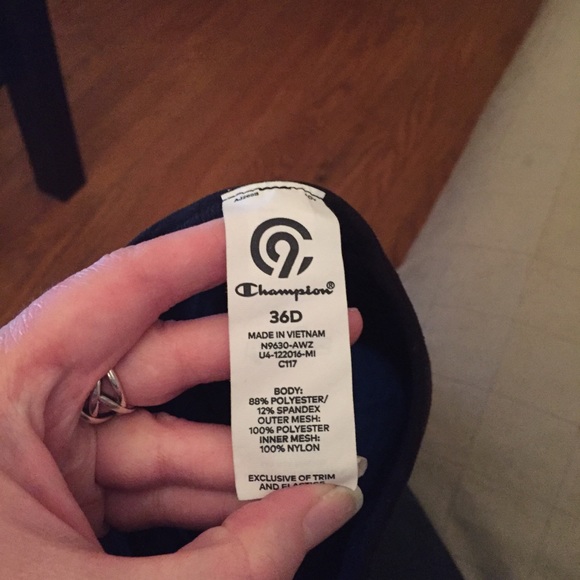 C9
Champion®
36D
MADE IN VIETNAM
N9630-AWZ
U4-122016-MI
C117
BODY:
88% POLYESTER/
12% SPANDEX
OUTER MESH:
100% POLYESTER
INNER MESH:
100% NYLON
EXCLUSIVE OF TRIM
AND ELASTIC